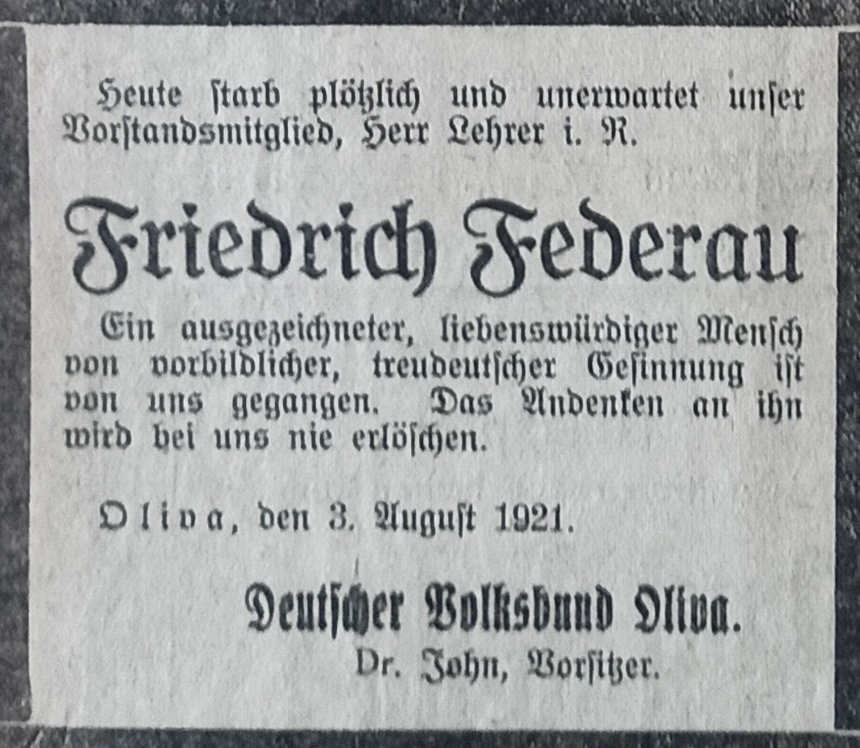 Heute starb plötzlich und unerwartet unser
Vorstandsmitglied, Herr Lehrer i. R.
Friedrich Federau
Ein ausgezeichneter, liebenswürdiger Mensch
von vorbildlicher, treudeutscher Gesinnung ist
von uns gegangen. Das Andenken an ihn
wird bei uns nie erlöschen.
Oliva, den 3. August 1921.
Deutscher Volksbund Oliva.
Dr. John, Vorsitzer.